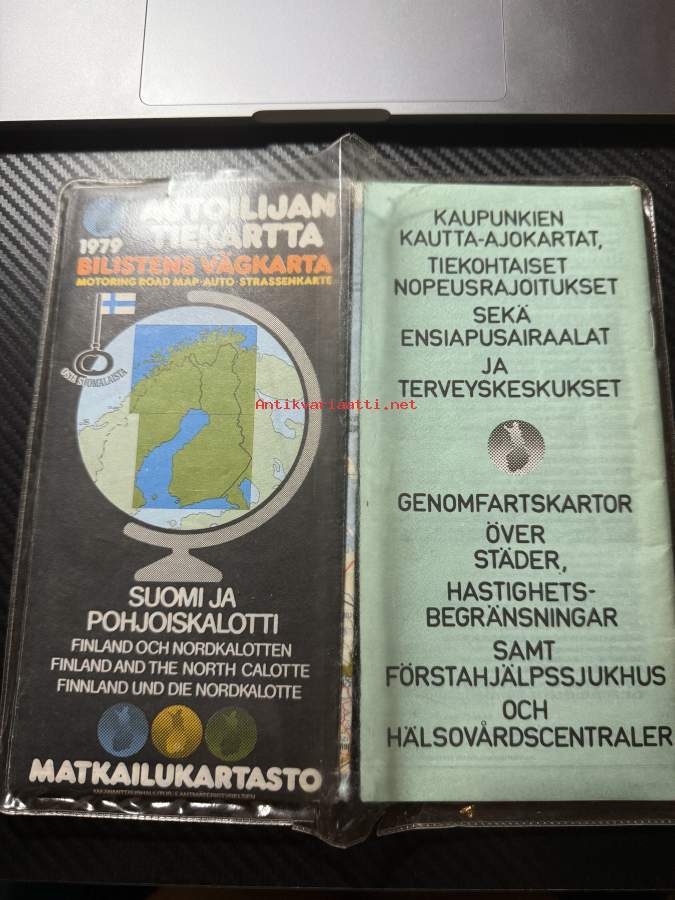 AUTOILIJAN
1979 TIEKARTTA
BILISTENS VÄGKARTA
MOTORING ROAD MAP · AUTO-STRASSENKARTE
OSTA SUOMALAISTA
SUOMI JA
POHJOISKALOTTI
FINLAND OCH NORDKALOTTEN
FINLAND AND THE NORTH CALOTTE
FINNLAND UND DIE NORDKALOTTE
MATKAILUKARTASTO
KAUPUNKIEN
KAUTTA-AJOKARTAT,
TIEKOHTAISET
NOPEUSRAJOITUKSET
SEKÄ
ENSIAPUSAIRAALAT
JA
TERVEYSKESKUKSET
GENOMFARTSKARTOR
ÖVER
STÄDER,
HASTIGHETS-
BEGRÄNSNINGAR
SAMT
FÖRSTAHJÄLPSSJUKHUS
OCH
HÄLSOVÅRDSCENTRALER
Antikvariaatti.net